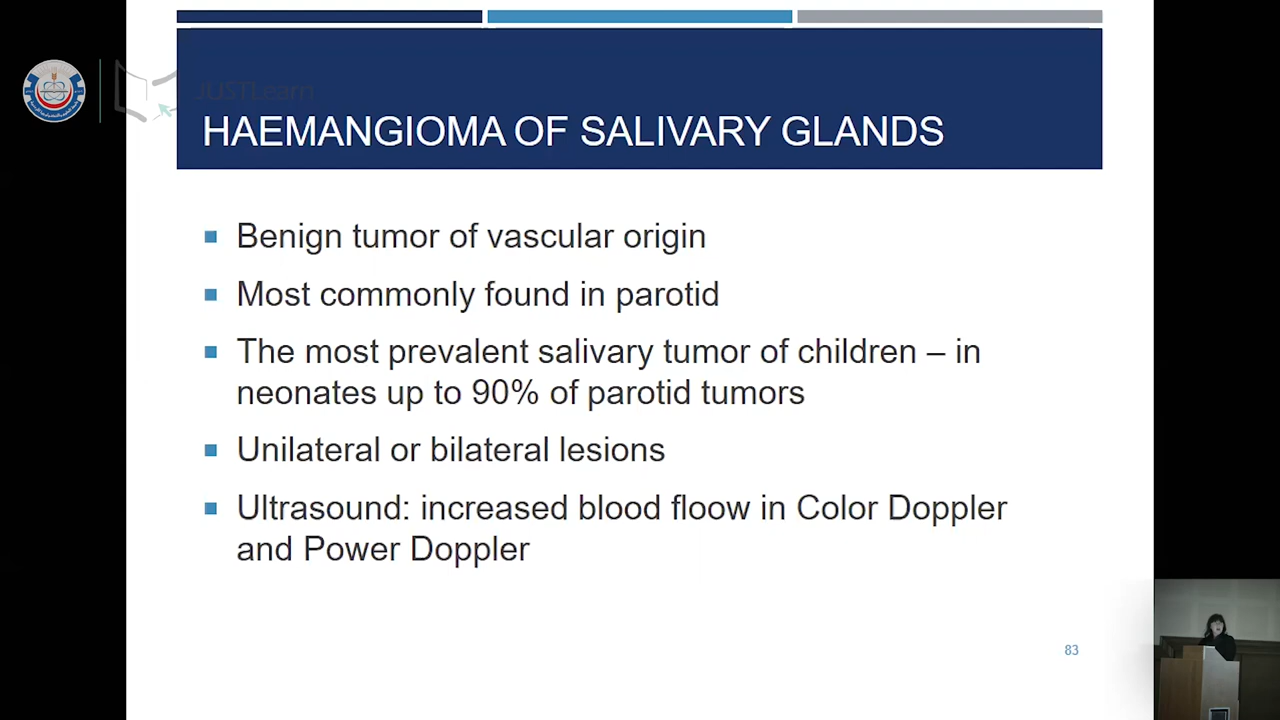 JUSTLearn
HAEMANGIOMA OF SALIVARY GLANDS
Benign tumor of vascular origin
Most commonly found in parotid
The most prevalent salivary tumor of children – in
neonates up to 90% of parotid tumors
Unilateral or bilateral lesions
Ultrasound: increased blood floow in Color Doppler
and Power Doppler
83